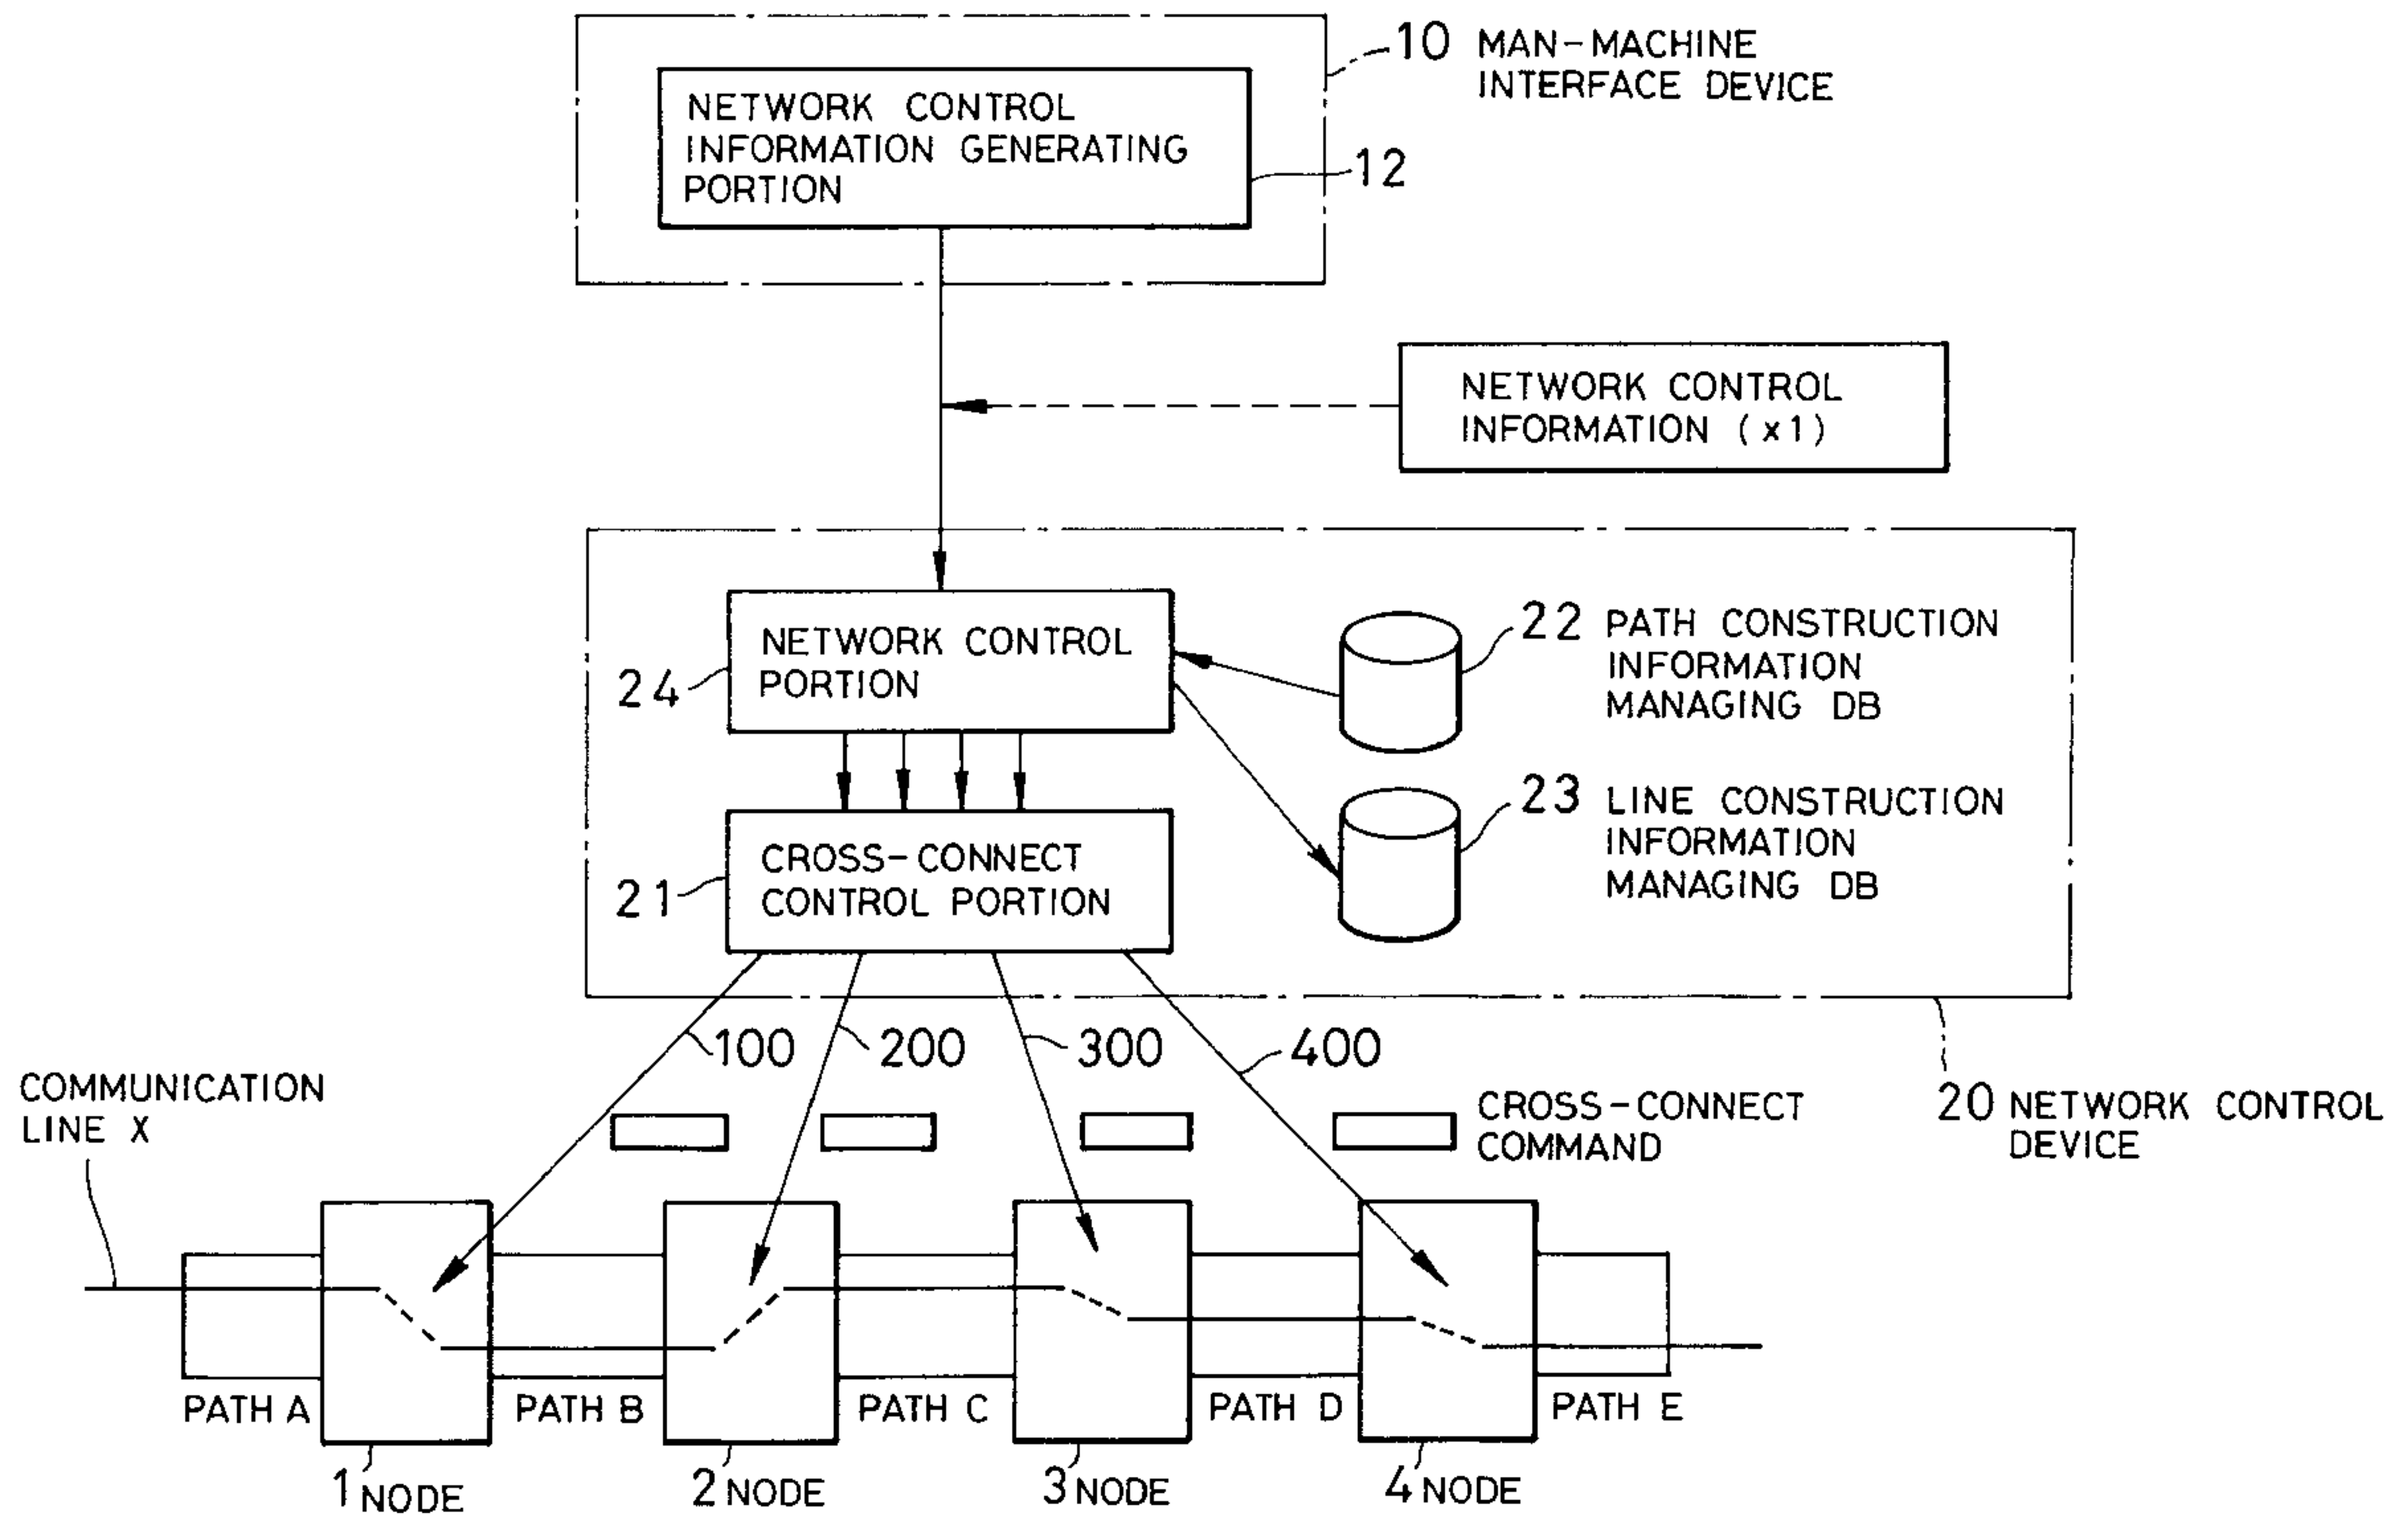 10 MAN-MACHINE
INTERFACE DEVICE
NETWORK CONTROL
INFORMATION GENERATING
PORTION
12
NETWORK CONTROL
INFORMATION (x1)
NETWORK CONTROL
PORTION
24
22 PATH CONSTRUCTION
INFORMATION
MANAGING DB
CROSS-CONNECT
CONTROL PORTION
21
23 LINE CONSTRUCTION
INFORMATION
MANAGING DB
100
200
300
400
COMMUNICATION
LINE X
CROSS-CONNECT
COMMAND
20 NETWORK CONTROL
DEVICE
PATH A
PATH B
PATH C
PATH D
PATH E
1 NODE
2 NODE
3 NODE
4 NODE